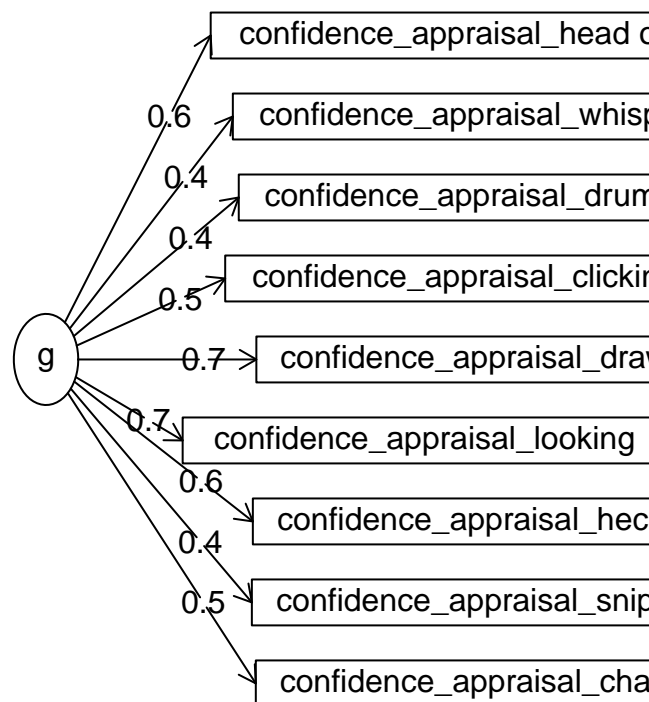 confidence_appraisal_head
0.6
confidence_appraisal_whisp
0.4
confidence_appraisal_drum
0.4
confidence_appraisal_clickin
0.5
g
0.7
confidence_appraisal_draw
0.7
confidence_appraisal_looking
0.6
confidence_appraisal_hec
0.4
confidence_appraisal_snip
0.5
confidence_appraisal_cha